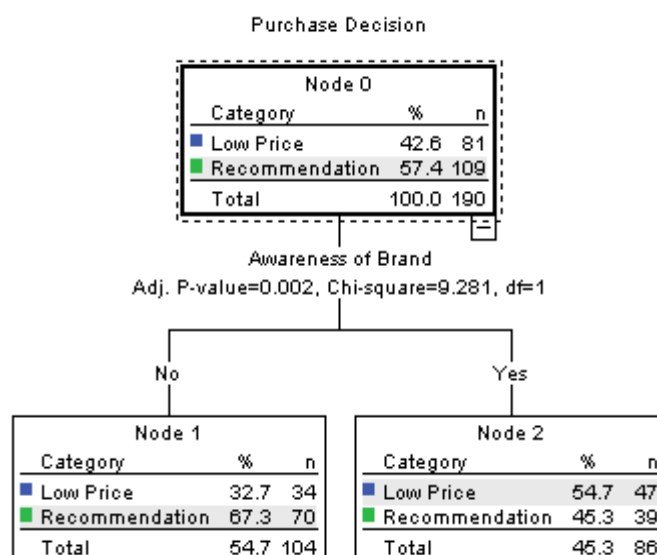 Purchase Decision
Node 0
Category % n
Low Price 42.6 81
Recommendation 57.4 109
Total 100.0 190
Awareness of Brand
Adj. P-value=0.002, Chi-square=9.281, df=1
No Yes
Node 1
Category % n
Low Price 32.7 34
Recommendation 67.3 70
Total 54.7 104
Node 2
Category % n
Low Price 54.7 47
Recommendation 45.3 39
Total 45.3 86